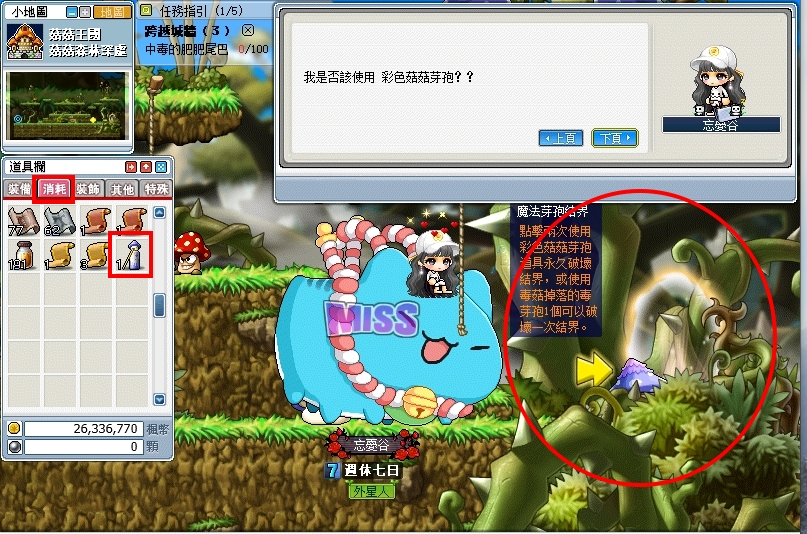 小地圖
地圖
菇菇王國
菇菇森林深處
任務指引 (1/5)
跨越城牆 ( 3 )
中毒的肥肥尾巴 0/100
我是否該使用 彩色菇菇芽孢? ?
上頁
下頁
忘憂谷
道具欄
裝備
消耗
裝飾
其他
特殊
77
62
1
1
191
1
3
1
26,336,770 楓幣
0 顆
MISS
魔法芽孢結界
點擊兩次使用
彩色菇菇芽孢
道具永久破壞
結界，或使用
毒菇掉落的毒
芽孢1個可以破
壞一次結界。
忘憂谷
7 週休七日
外星人